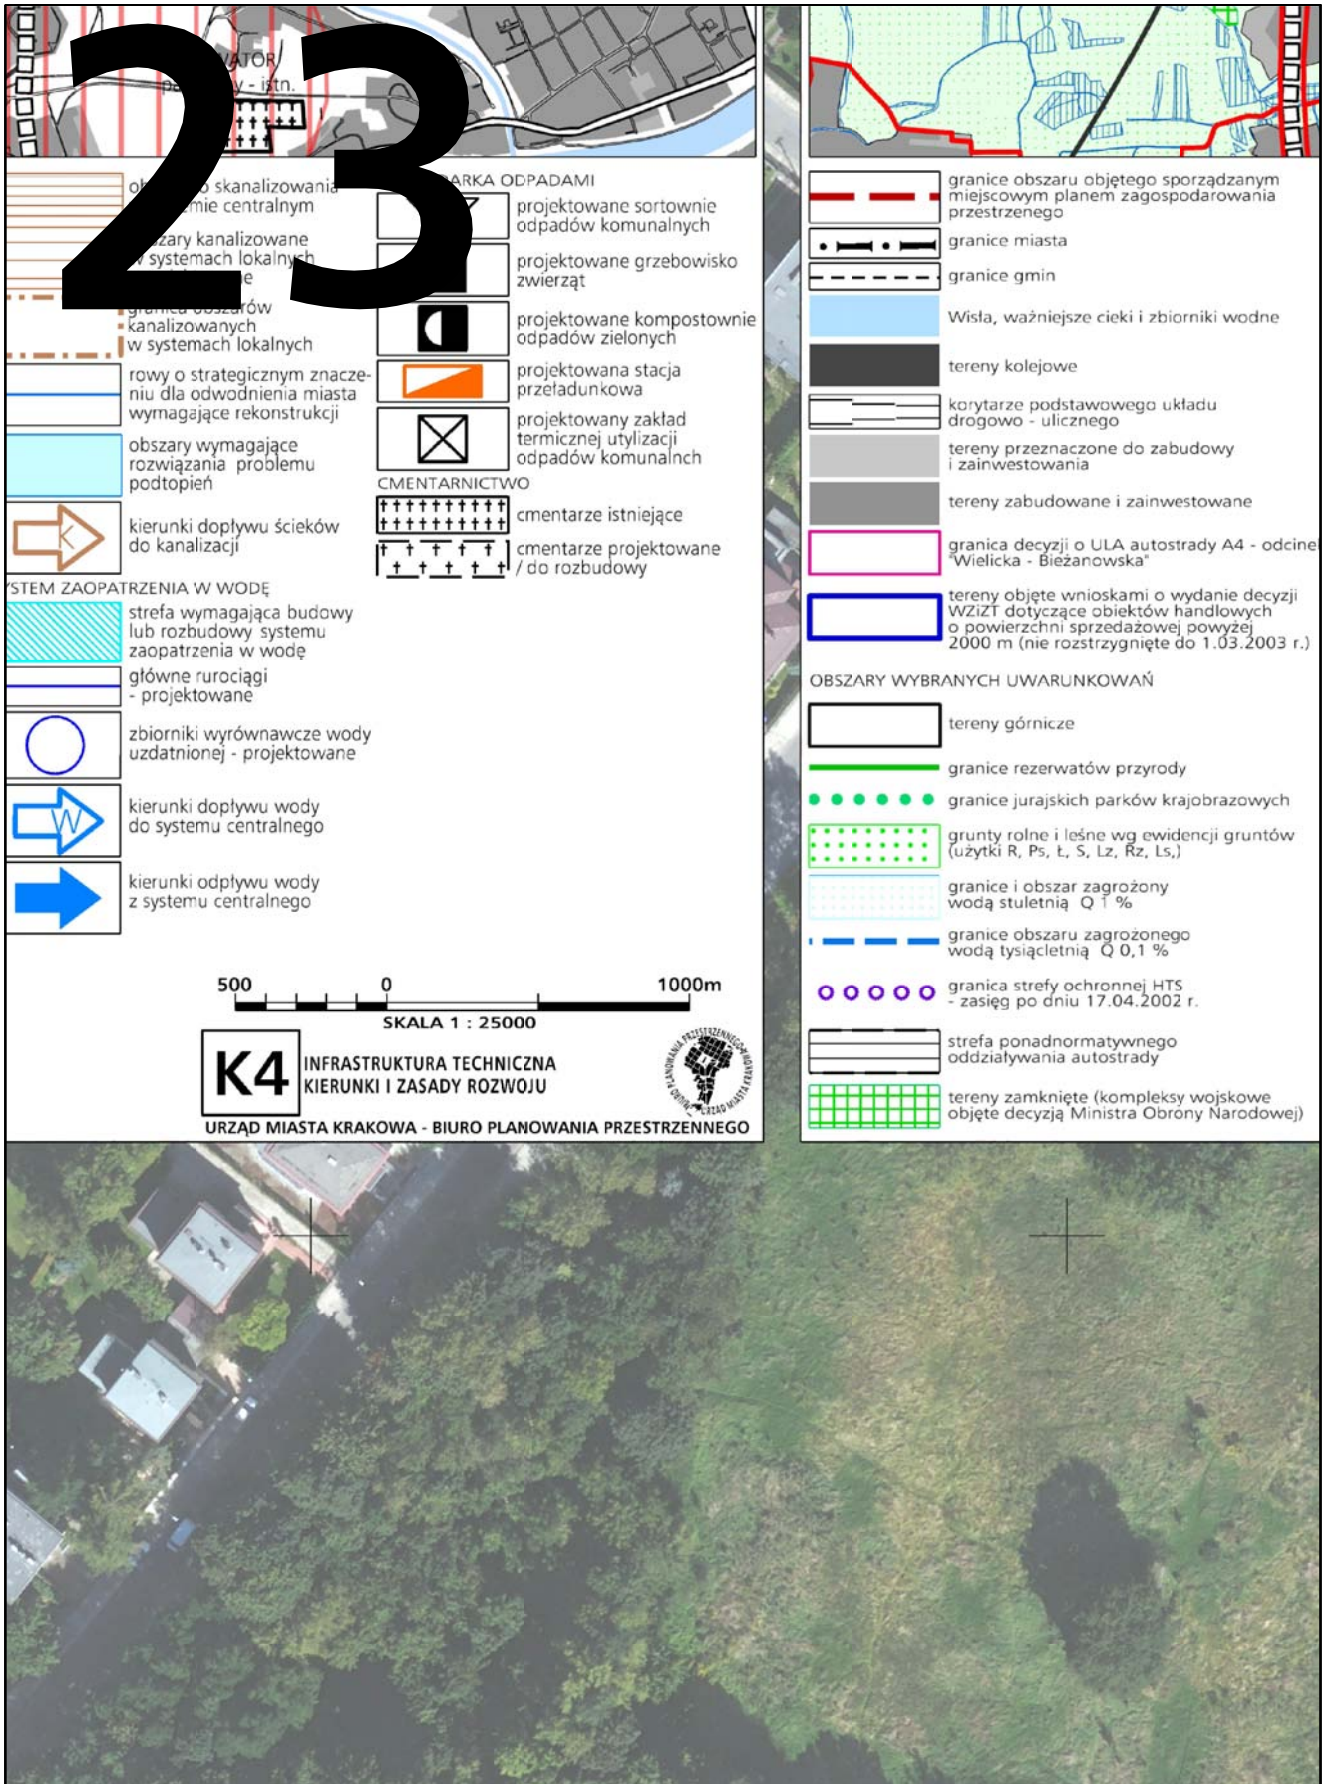 23
- istn.
skanalizowania
centralnym
kanalizowane
systemach lokalnych
kanalizowanych
w systemach lokalnych
rowy o strategicznym znacze-
niu dla odwodnienia miasta
wymagające rekonstrukcji
obszary wymagające
rozwiązania problemu
podtopień
K
kierunki dopływu ścieków
do kanalizacji
YSTEM ZAOPATRZENIA W WODĘ
strefa wymagająca budowy
lub rozbudowy systemu
zaopatrzenia w wodę
główne rurociągi
- projektowane
zbiorniki wyrównawcze wody
uzdatnionej - projektowane
W
kierunki dopływu wody
do systemu centralnego
kierunki odpływu wody
z systemu centralnego
ODPADAMI
projektowane sortownie
odpadów komunalnych
projektowane grzebowisko
zwierząt
projektowane kompostownie
odpadów zielonych
projektowana stacja
przeładunkowa
projektowany zakład
termicznej utylizacji
odpadów komunalnch
CMENTARNICTWO
cmentarze istniejące
cmentarze projektowane
/ do rozbudowy
500 0 1000m
SKALA 1 : 25000
K4
INFRASTRUKTURA TECHNICZNA
KIERUNKI I ZASADY ROZWOJU
URZĄD MIASTA KRAKOWA - BIURO PLANOWANIA PRZESTRZENNEGO
granice obszaru objętego sporządzanym
miejscowym planem zagospodarowania
przestrzenego
granice miasta
granice gmin
Wisła, ważniejsze cieki i zbiorniki wodne
tereny kolejowe
korytarze podstawowego układu
drogowo - ulicznego
tereny przeznaczone do zabudowy
i zainwestowania
tereny zabudowane i zainwestowane
granica decyzji o ULA autostrady A4 - odcinel
"Wielicka - Bieżanowska"
tereny objęte wnioskami o wydanie decyzji
WZiZT dotyczące obiektów handlowych
o powierzchni sprzedażowej powyżej
2000 m (nie rozstrzygnięte do 1.03.2003 r.)
OBSZARY WYBRANYCH UWARUNKOWAŃ
tereny górnicze
granice rezerwatów przyrody
granice jurajskich parków krajobrazowych
grunty rolne i leśne wg ewidencji gruntów
(użytki R, Ps, Ł, S, Lz, Rz, Ls,)
granice i obszar zagrożony
wodą stuletnią Q 1 %
granice obszaru zagrożonego
wodą tysiącletnią Q 0,1 %
granica strefy ochronnej HTS
- zasięg po dniu 17.04.2002 r.
strefa ponadnormatywnego
oddziaływania autostrady
tereny zamknięte (kompleksy wojskowe
objęte decyzją Ministra Obrony Narodowej)